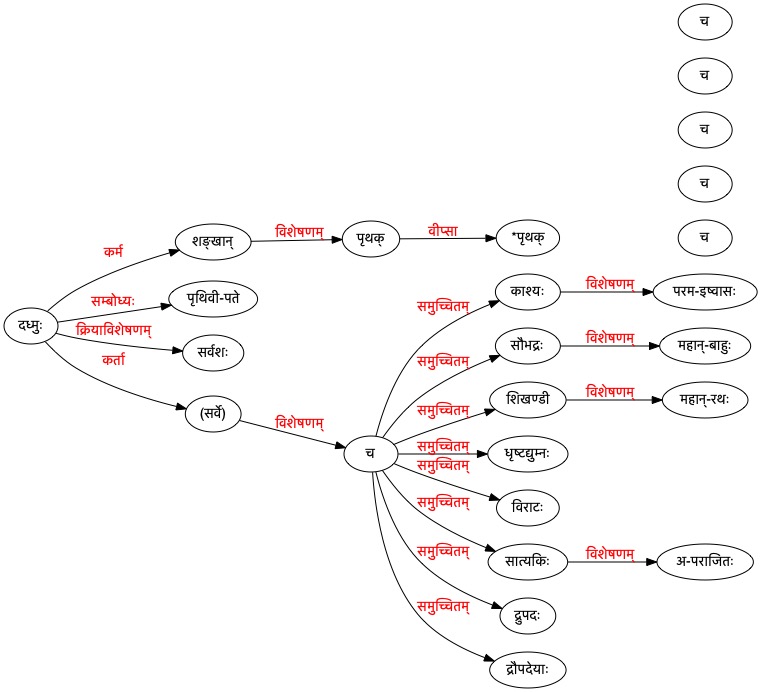 च
च
च
च
च
दध्मुः
कर्म
शङ्खान्
विशेषणम्
पृथक्
वीप्सा
*पृथक्
सम्बोध्यः
पृथिवी-पते
क्रियाविशेषणम्
सर्वशः
कर्ता
(सर्वे)
विशेषणम्
च
समुच्चितम्
काश्यः
विशेषणम्
परम-इष्वासः
समुच्चितम्
सौभद्रः
विशेषणम्
महान्-बाहुः
समुच्चितम्
शिखण्डी
विशेषणम्
महान्-रथः
समुच्चितम्
धृष्टद्युम्नः
समुच्चितम्
विराटः
समुच्चितम्
सात्यकिः
विशेषणम्
अ-पराजितः
समुच्चितम्
द्रुपदः
समुच्चितम्
द्रौपदेयाः